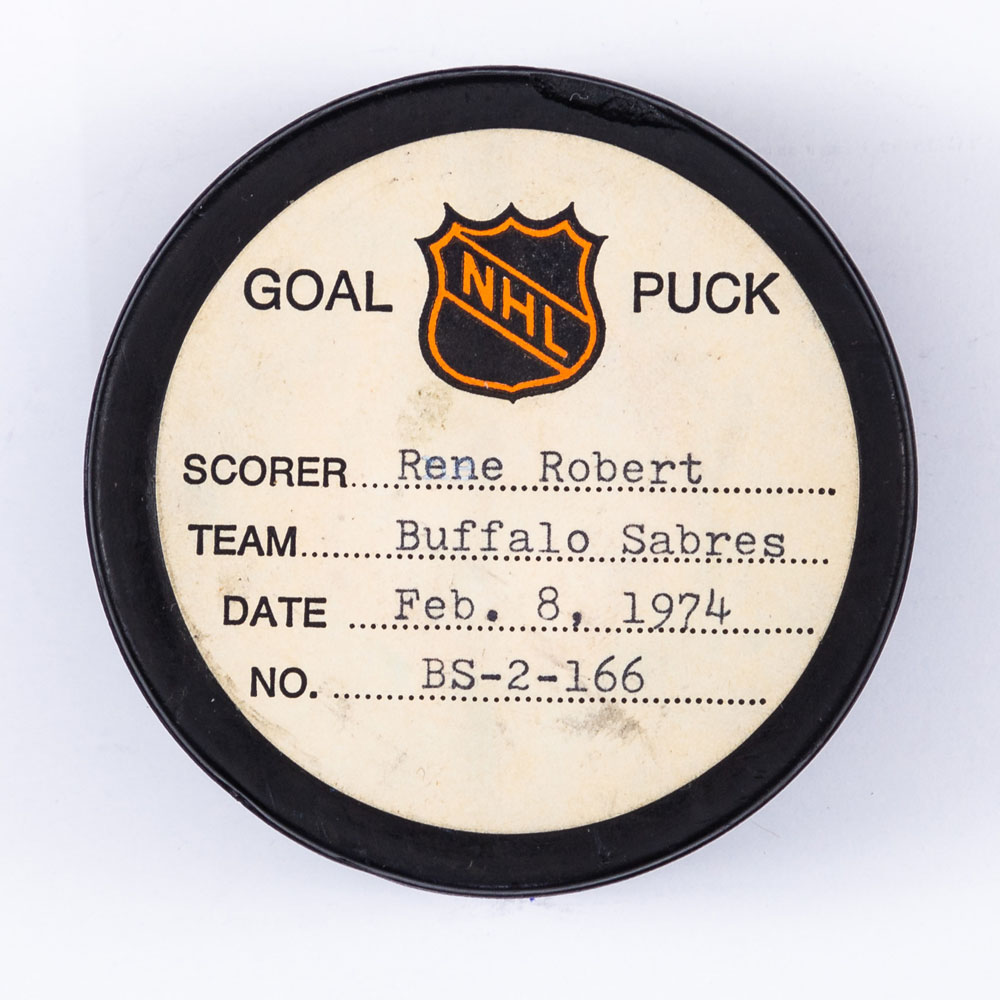 GOAL NHL PUCK
SCORER....Rene Robert
TEAM........Buffalo Sabres
DATE ....Feb. 8, 1974
NO. ......BS-2-166